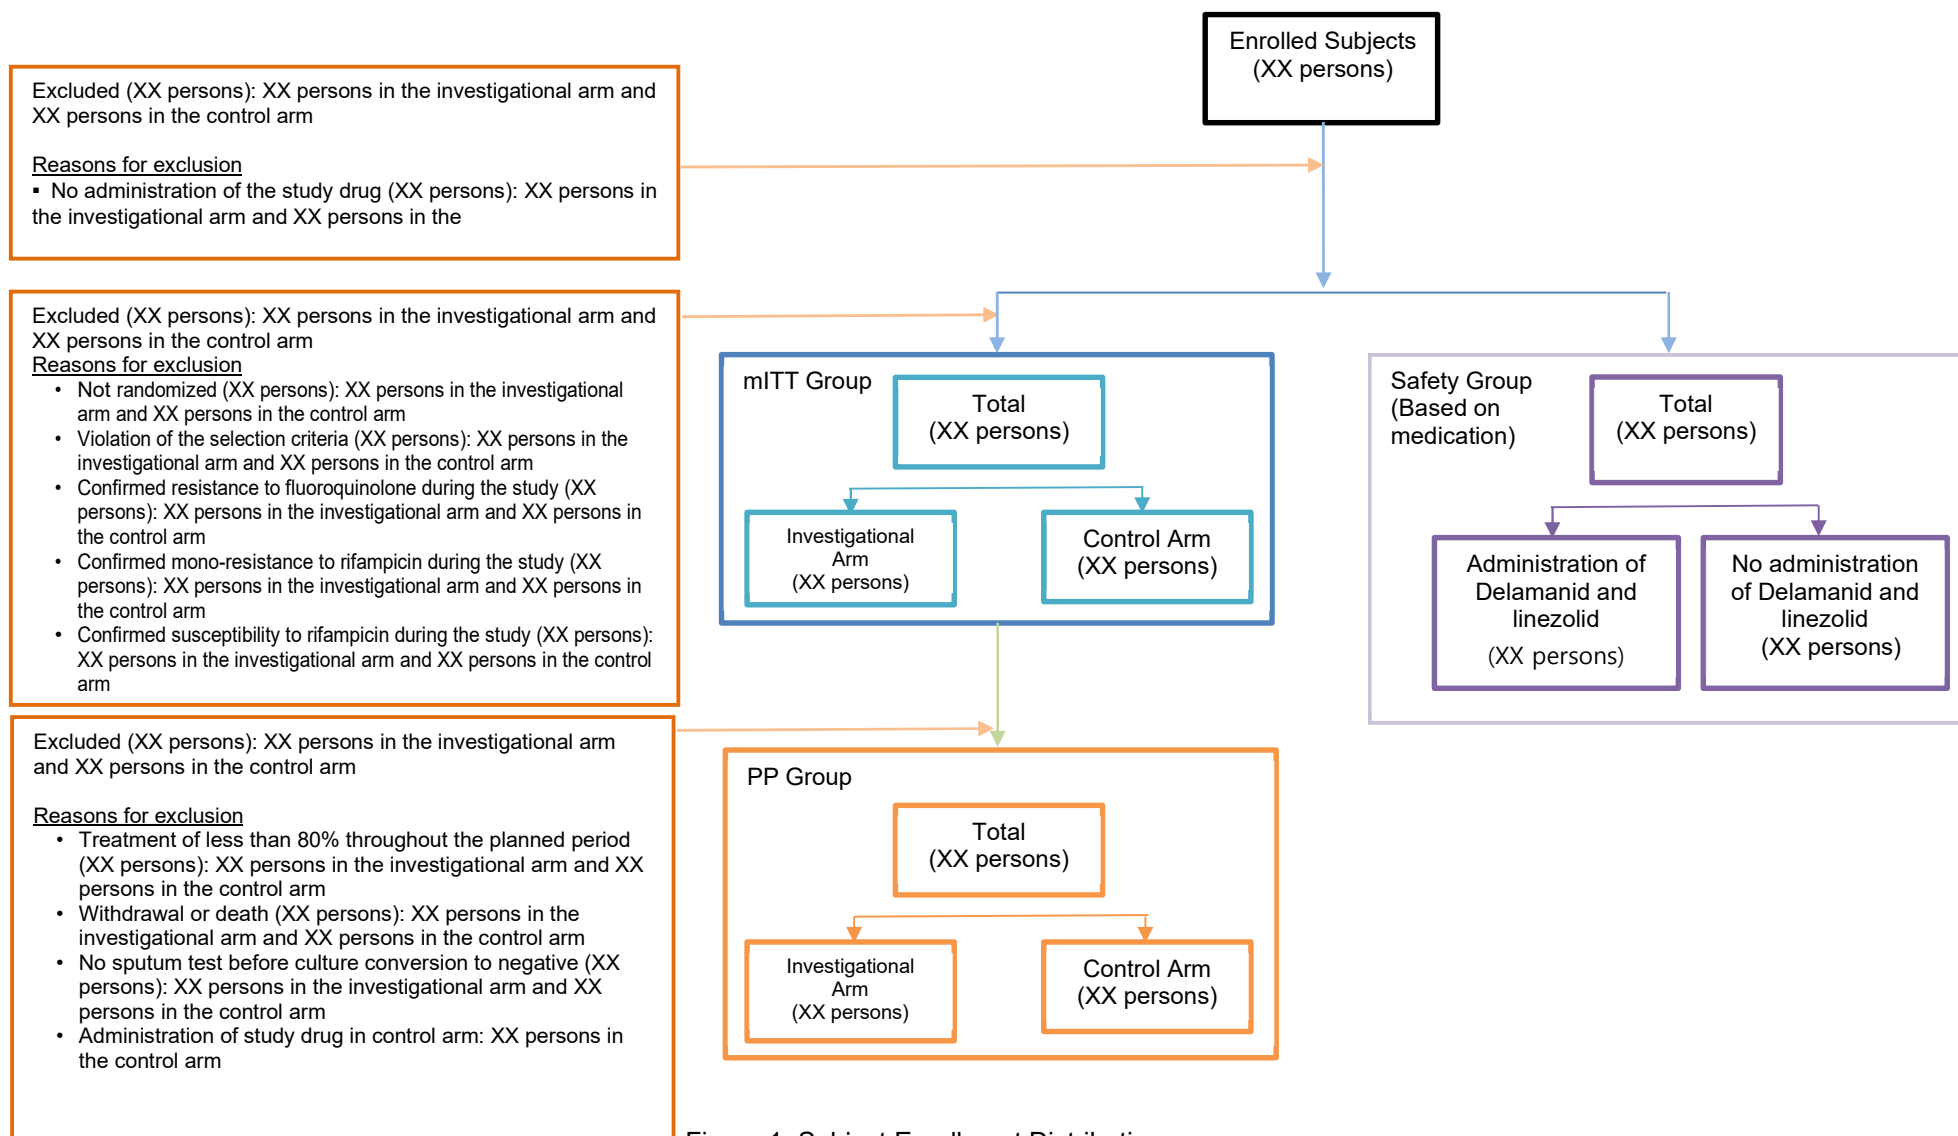 Enrolled Subjects
(XX persons)
Excluded (XX persons): XX persons in the investigational arm and
XX persons in the control arm
Reasons for exclusion
▪ No administration of the study drug (XX persons): XX persons in
the investigational arm and XX persons in the
Excluded (XX persons): XX persons in the investigational arm and
XX persons in the control arm
Reasons for exclusion
• Not randomized (XX persons): XX persons in the investigational
arm and XX persons in the control arm
• Violation of the selection criteria (XX persons): XX persons in the
investigational arm and XX persons in the control arm
• Confirmed resistance to fluoroquinolone during the study (XX
persons): XX persons in the investigational arm and XX persons in
the control arm
• Confirmed mono-resistance to rifampicin during the study (XX
persons): XX persons in the investigational arm and XX persons in
the control arm
• Confirmed susceptibility to rifampicin during the study (XX persons):
XX persons in the investigational arm and XX persons in the control
arm
mITT Group
Total
(XX persons)
Investigational
Arm
(XX persons)
Control Arm
(XX persons)
Safety Group
(Based on
medication)
Total
(XX persons)
Administration of
Delamanid and
linezolid
(XX persons)
No administration
of Delamanid and
linezolid
(XX persons)
Excluded (XX persons): XX persons in the investigational arm
and XX persons in the control arm
Reasons for exclusion
• Treatment of less than 80% throughout the planned period
(XX persons): XX persons in the investigational arm and XX
persons in the control arm
• Withdrawal or death (XX persons): XX persons in the
investigational arm and XX persons in the control arm
• No sputum test before culture conversion to negative (XX
persons): XX persons in the investigational arm and XX
persons in the control arm
• Administration of study drug in control arm: XX persons in
the control arm
PP Group
Total
(XX persons)
Investigational
Arm
(XX persons)
Control Arm
(XX persons)
Figure 1. Subject Enrollment Distribution